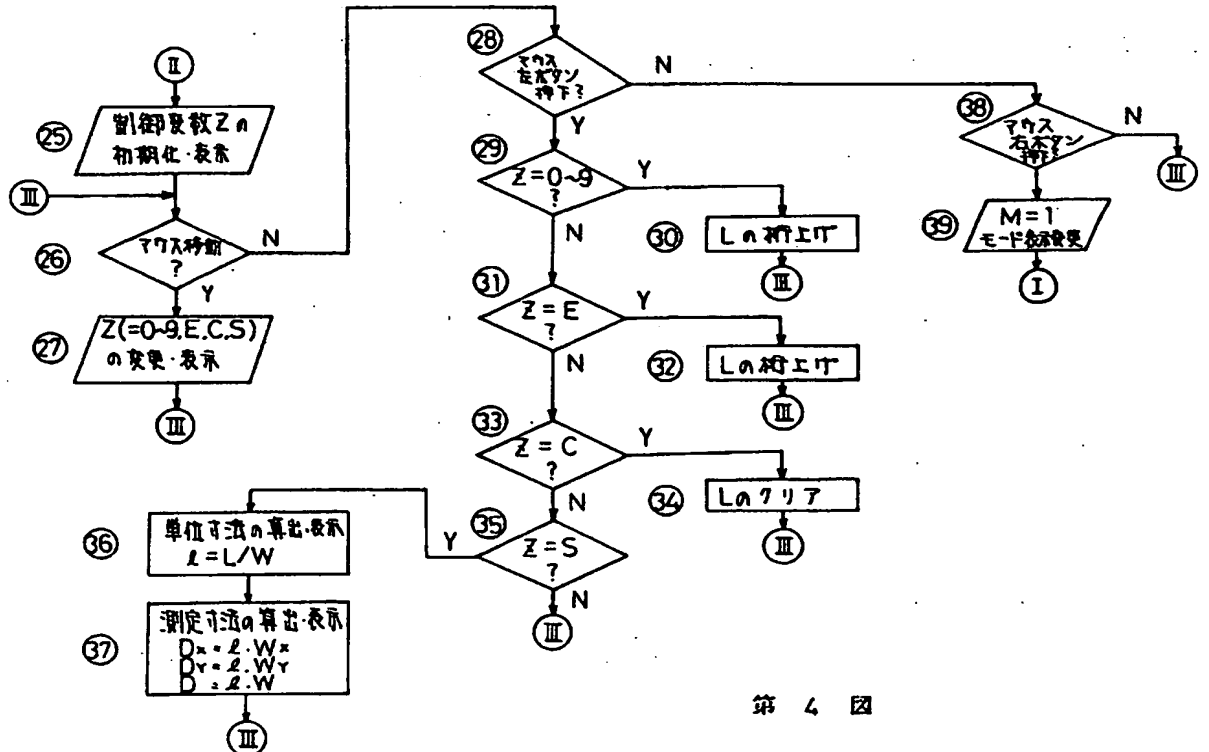 II
25
制御変数Zの
初期化・表示
III
26
マウス移動
?
N
Y
27
Z(=0~9,E,C,S)
の変更・表示
III
28
マウス
左ボタン
押下?
N
Y
29
Z=0~9
?
Y
N
30
Lの桁上げ
III
31
Z=E
?
Y
N
32
Lの桁上げ
III
33
Z=C
?
Y
N
34
Lのクリア
III
35
Z=S
?
Y
N
III
36
単位寸法の算出・表示
ℓ=L/W
37
測定寸法の算出・表示
Dx=ℓ・Wx
DY=ℓ・WY
D=ℓ・W
III
38
マウス
右ボタン
押下?
N
III
39
M=1
モード表示変更
I
第 4 図